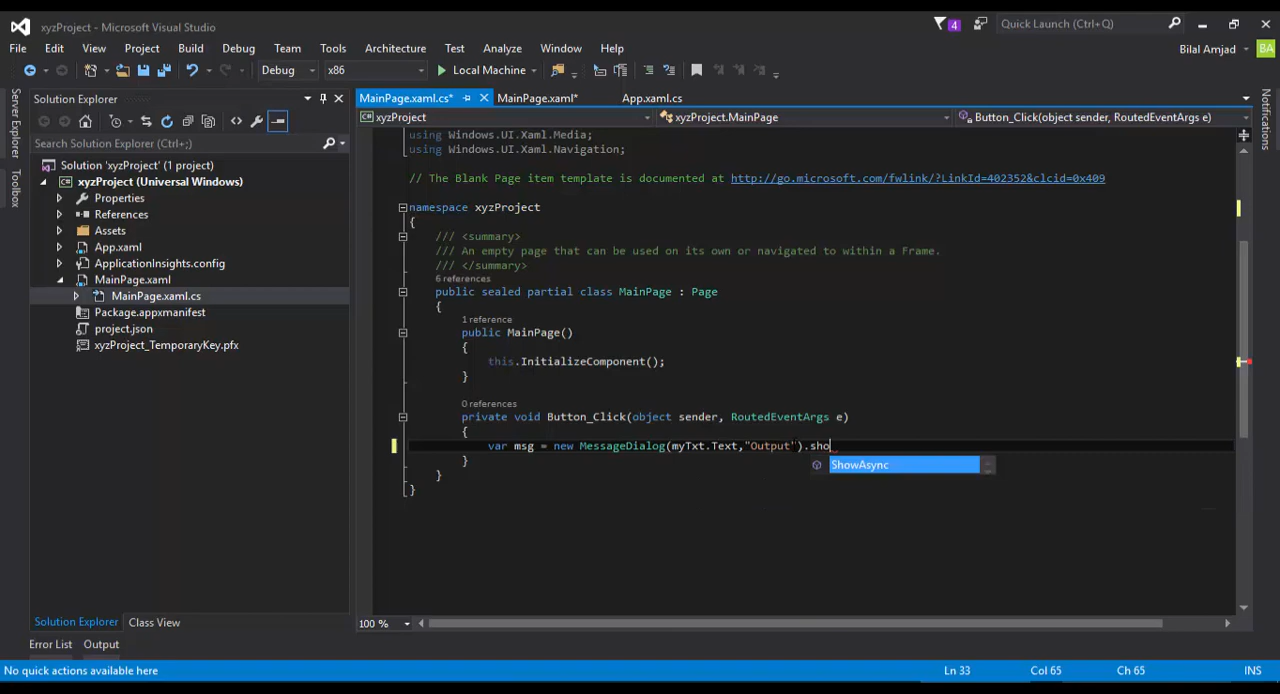 xyzProject - Microsoft Visual Studio
4
Quick Launch (Ctrl+Q)
File Edit View Project Build Debug Team Tools Architecture Test Analyze Window Help
Bilal Amjad BA
Debug x86 Local Machine
Server Explorer
Toolbox
Solution Explorer
Search Solution Explorer (Ctrl+;)
Solution 'xyzProject' (1 project)
xyzProject (Universal Windows)
Properties
References
Assets
App.xaml
ApplicationInsights.config
MainPage.xaml
MainPage.xaml.cs
Package.appxmanifest
project.json
xyzProject_TemporaryKey.pfx
Solution Explorer Class View
MainPage.xaml.cs* MainPage.xaml* App.xaml.cs
xyzProject xyzProject.MainPage Button_Click(object sender, RoutedEventArgs e)
using Windows.UI.Xaml.Media;
using Windows.UI.Xaml.Navigation;
// The Blank Page item template is documented at http://go.microsoft.com/fwlink/?LinkId=402352&clcid=0x409
namespace xyzProject
{
/// <summary>
/// An empty page that can be used on its own or navigated to within a Frame.
/// </summary>
6 references
public sealed partial class MainPage : Page
{
1 reference
public MainPage()
{
this.InitializeComponent();
}
0 references
private void Button_Click(object sender, RoutedEventArgs e)
{
var msg = new MessageDialog(myTxt.Text,"Output").sho
}
ShowAsync
}
}
100 %
Notifications
Error List Output
No quick actions available here Ln 33 Col 65 Ch 65 INS